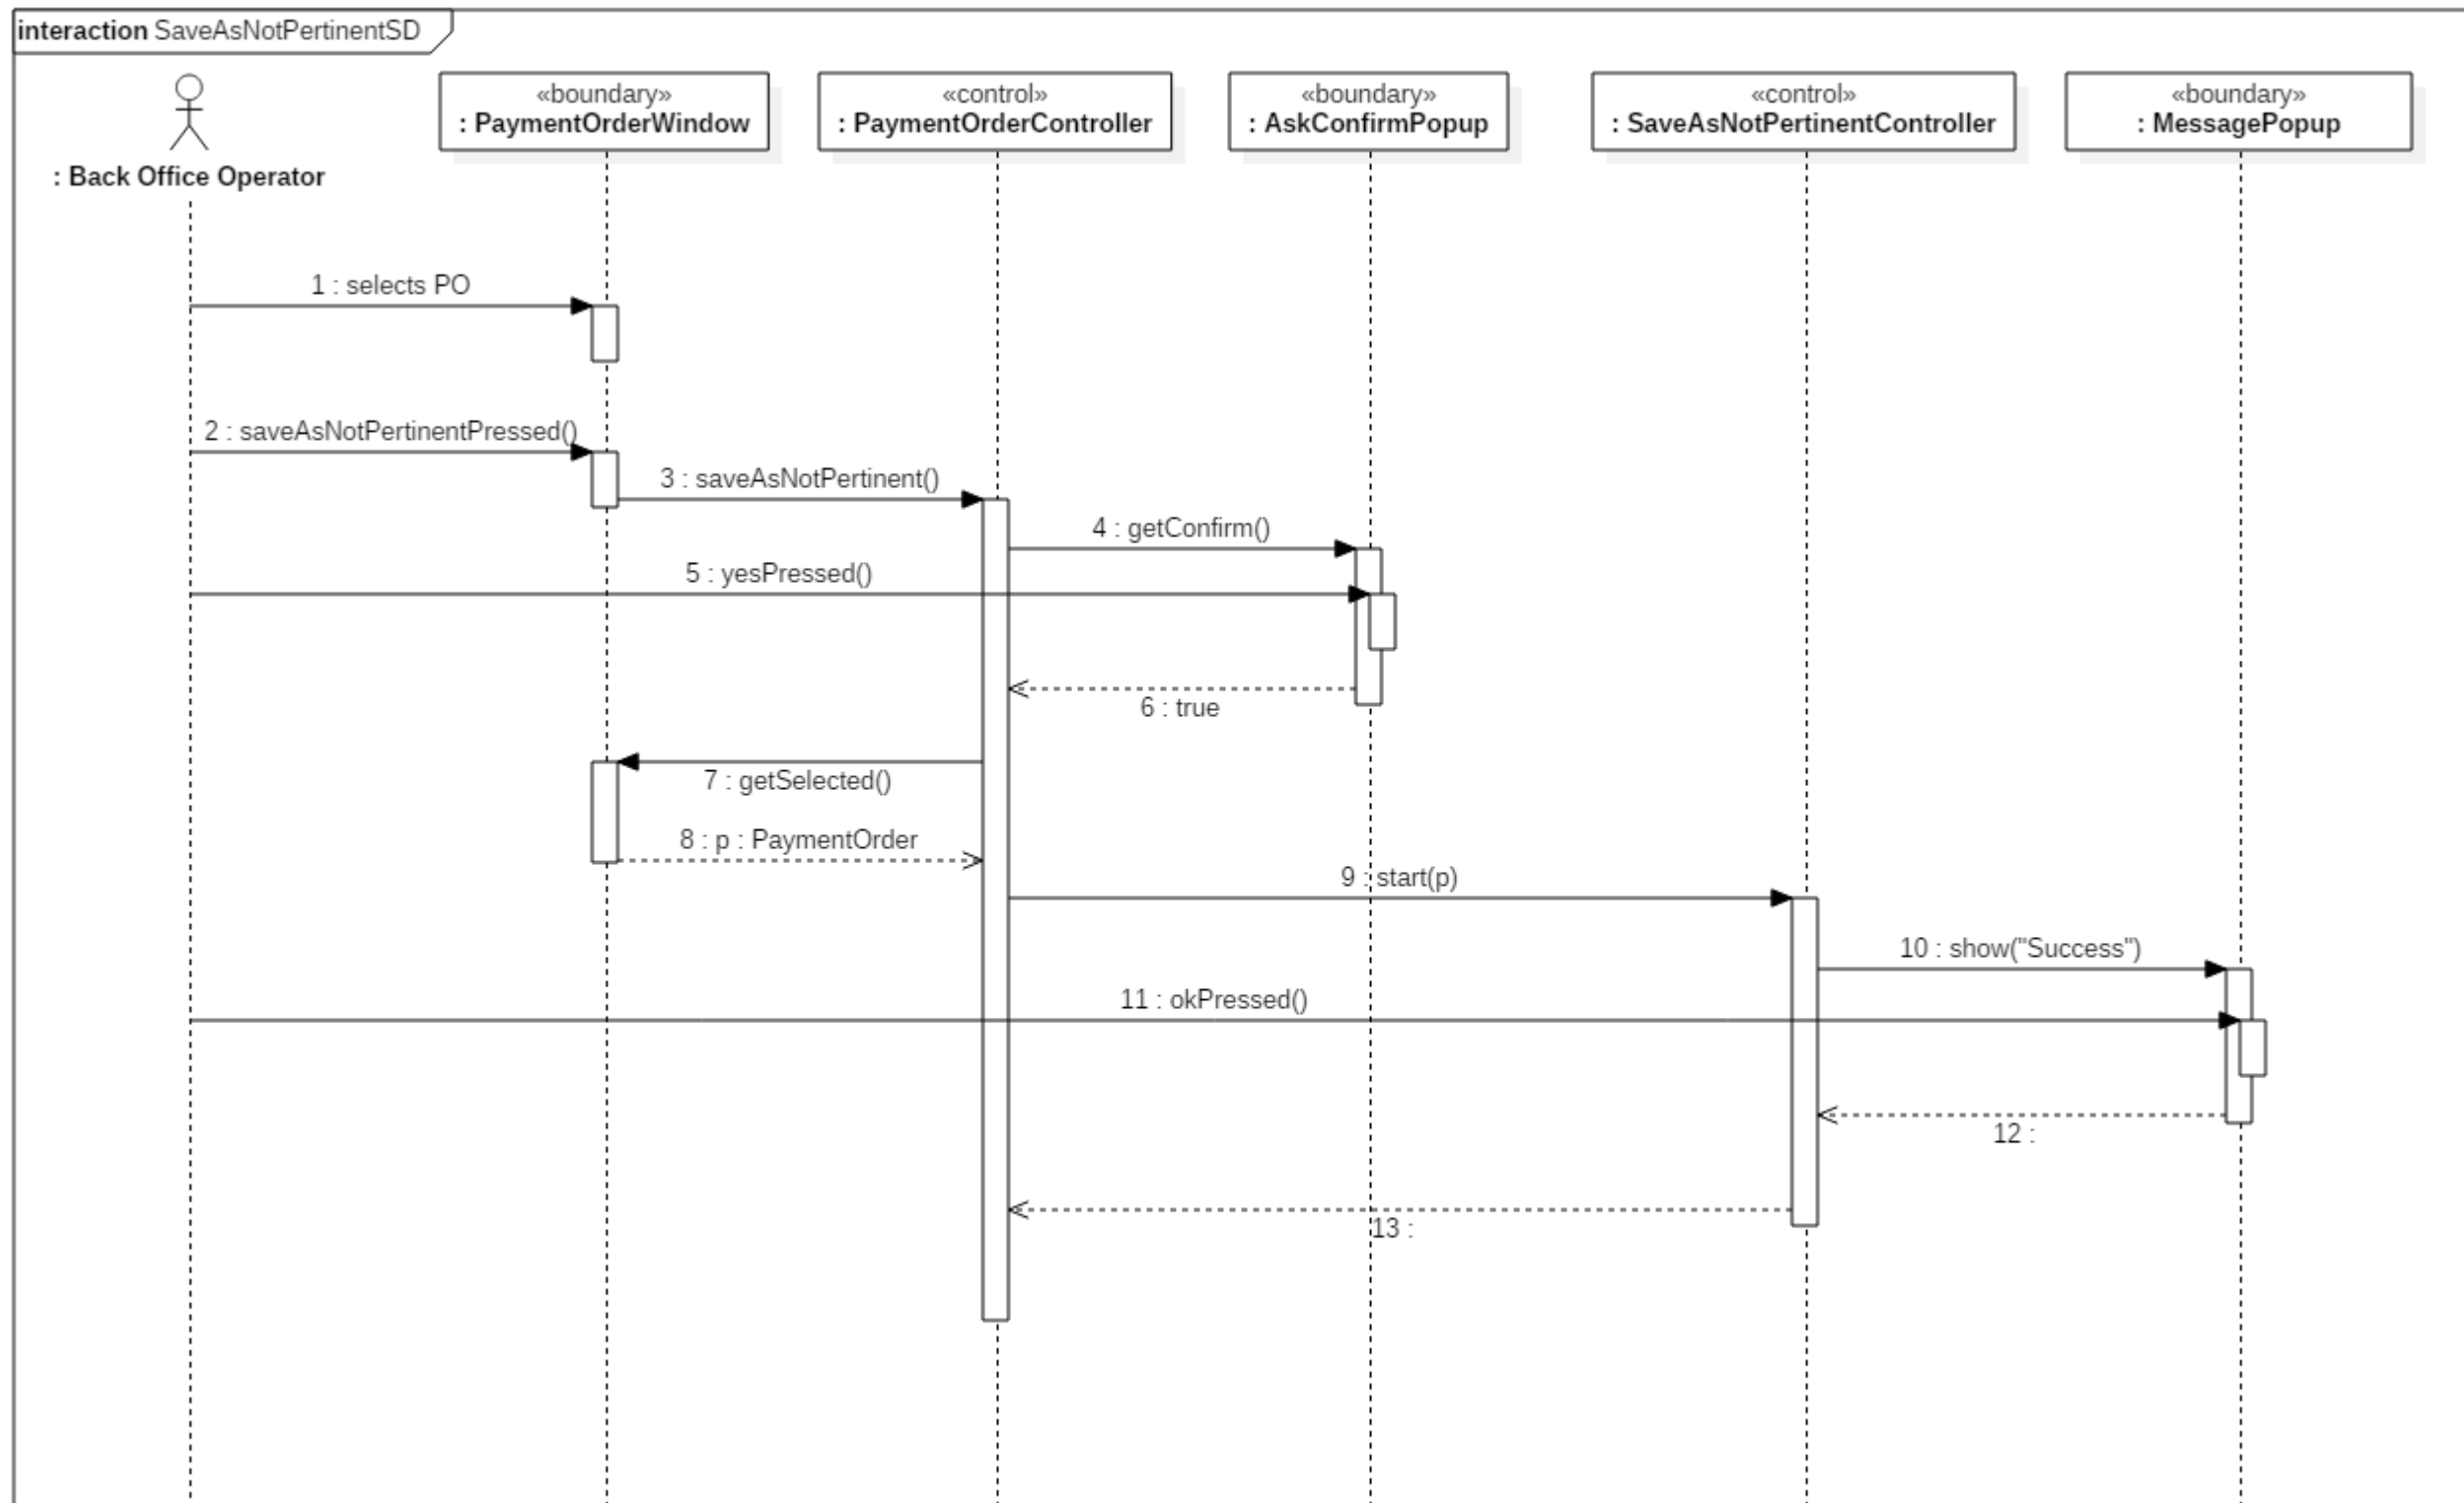 interaction SaveAsNotPertinentSD
: Back Office Operator
«boundary»
: PaymentOrderWindow
«control»
: PaymentOrderController
«boundary»
: AskConfirmPopup
«control»
: SaveAsNotPertinentController
«boundary»
: MessagePopup
1 : selects PO
2 : saveAsNotPertinentPressed()
3 : saveAsNotPertinent()
4 : getConfirm()
5 : yesPressed()
6 : true
7 : getSelected()
8 : p : PaymentOrder
9 : start(p)
10 : show("Success")
11 : okPressed()
12 :
13 :